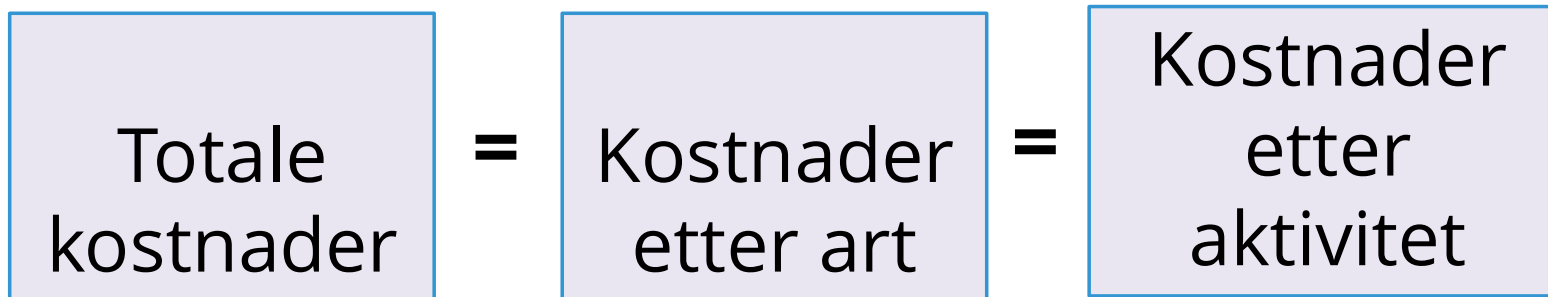 Totale
kostnader
=
Kostnader
etter art
=
Kostnader
etter
aktivitet